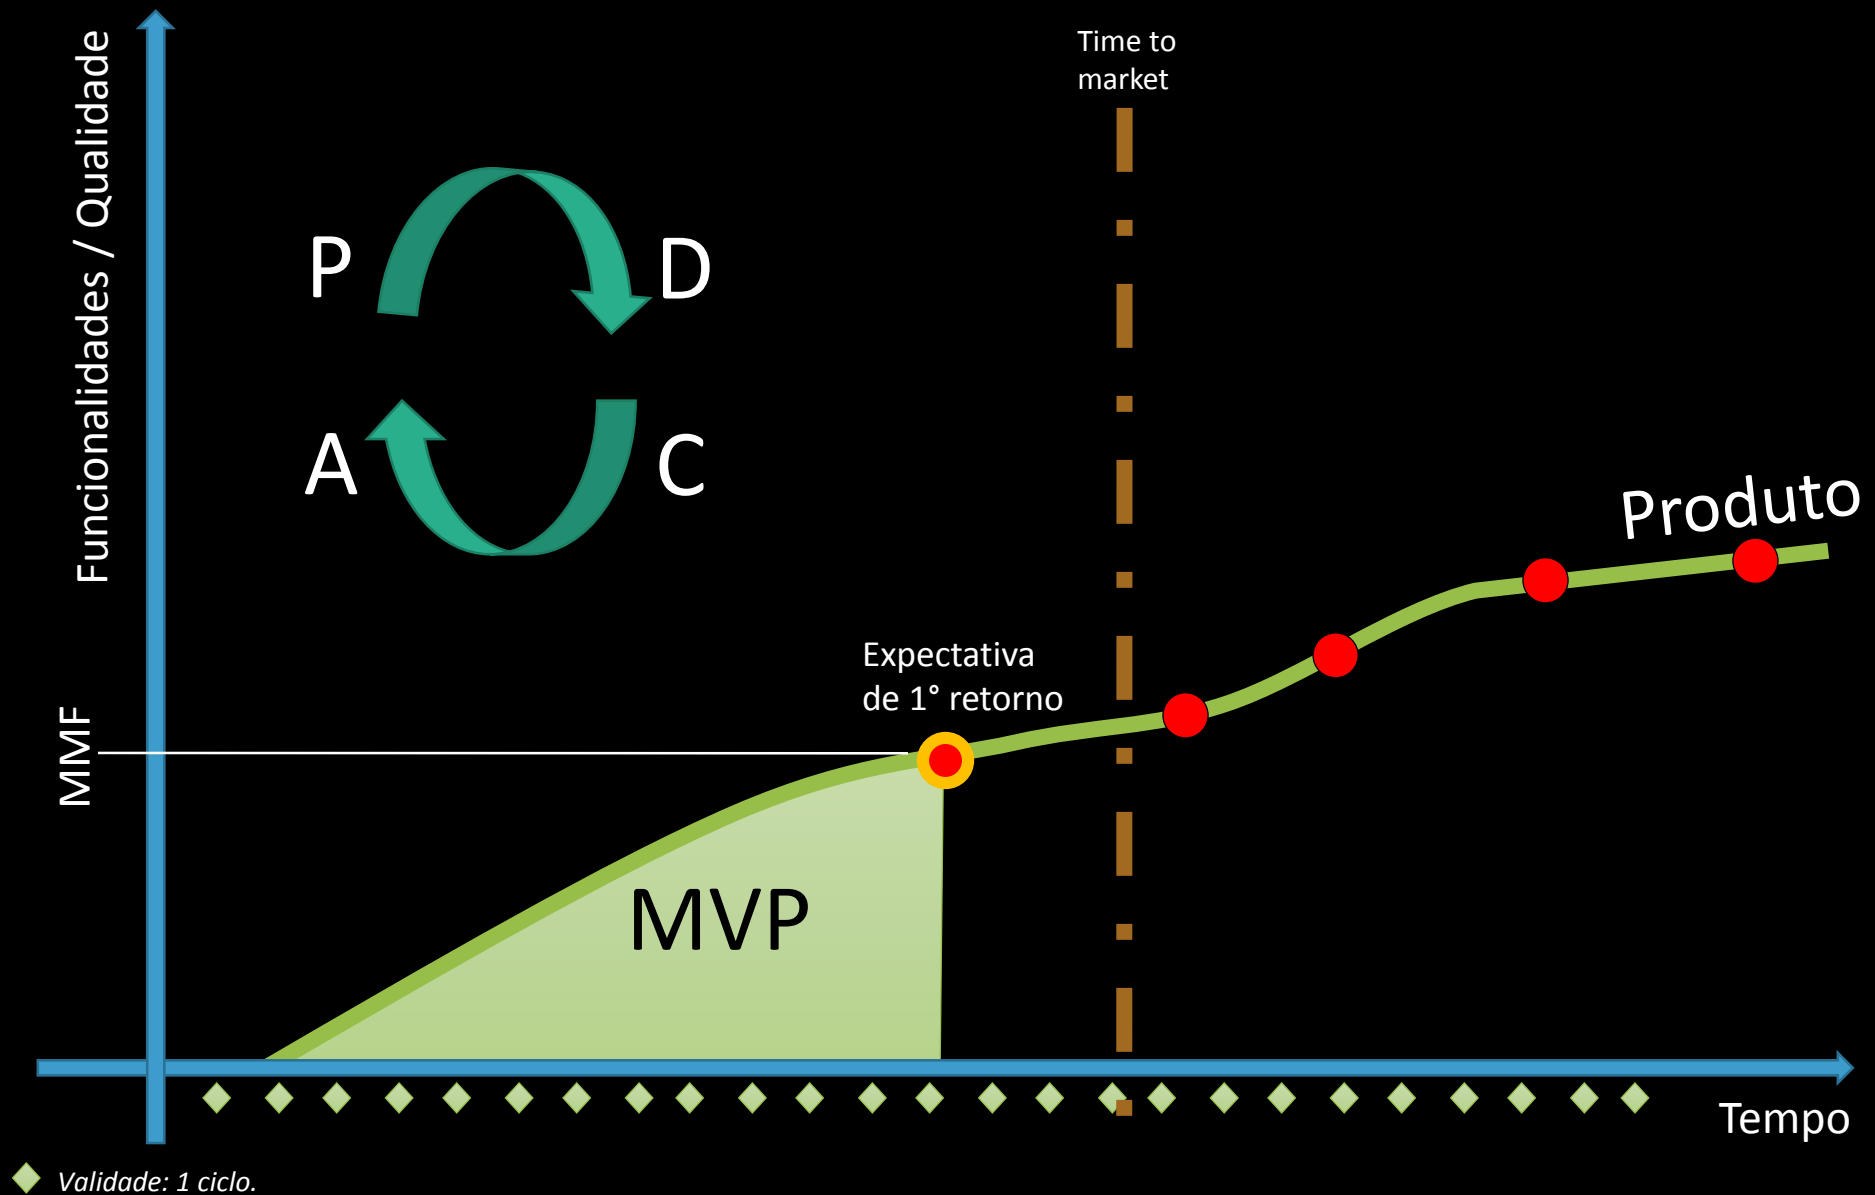 Funcionalidades / Qualidade
Time to
market
P
D
A
C
Produto
Expectativa
de 1° retorno
MMF
MVP
Tempo
Validade: 1 ciclo.